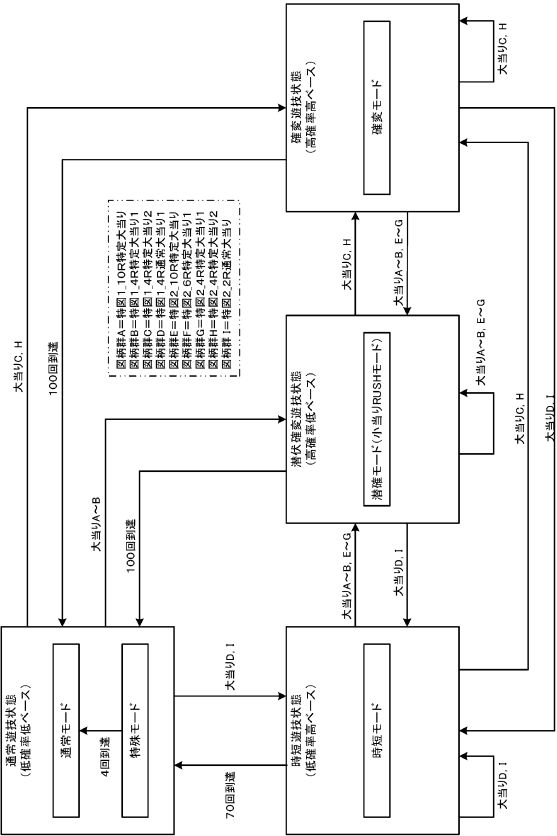 通常遊技状態
(低確率低ベース)
通常モード
4回到達
特殊モード
大当りC, H
100回到達
大当りA～B
100回到達
大当りD, I
70回到達
図柄群A＝特図1_10R特定大当り
図柄群B＝特図1_4R特定大当り1
図柄群C＝特図1_4R特定大当り2
図柄群D＝特図1_4R通常大当り1
図柄群E＝特図2_10R特定大当り
図柄群F＝特図2_6R特定大当り1
図柄群G＝特図2_4R特定大当り1
図柄群H＝特図2_4R特定大当り2
図柄群I＝特図2_2R通常大当り
時短遊技状態
(低確率高ベース)
時短モード
大当りD, I
大当りA～B, E～G
大当りD, I
潜伏確変遊技状態
(高確率低ベース)
潜確モード(小当りRUSHモード)
大当りA～B, E～G
大当りC, H
大当りA～B, E～G
確変遊技状態
(高確率高ベース)
確変モード
大当りC, H
大当りC, H
大当りD, I